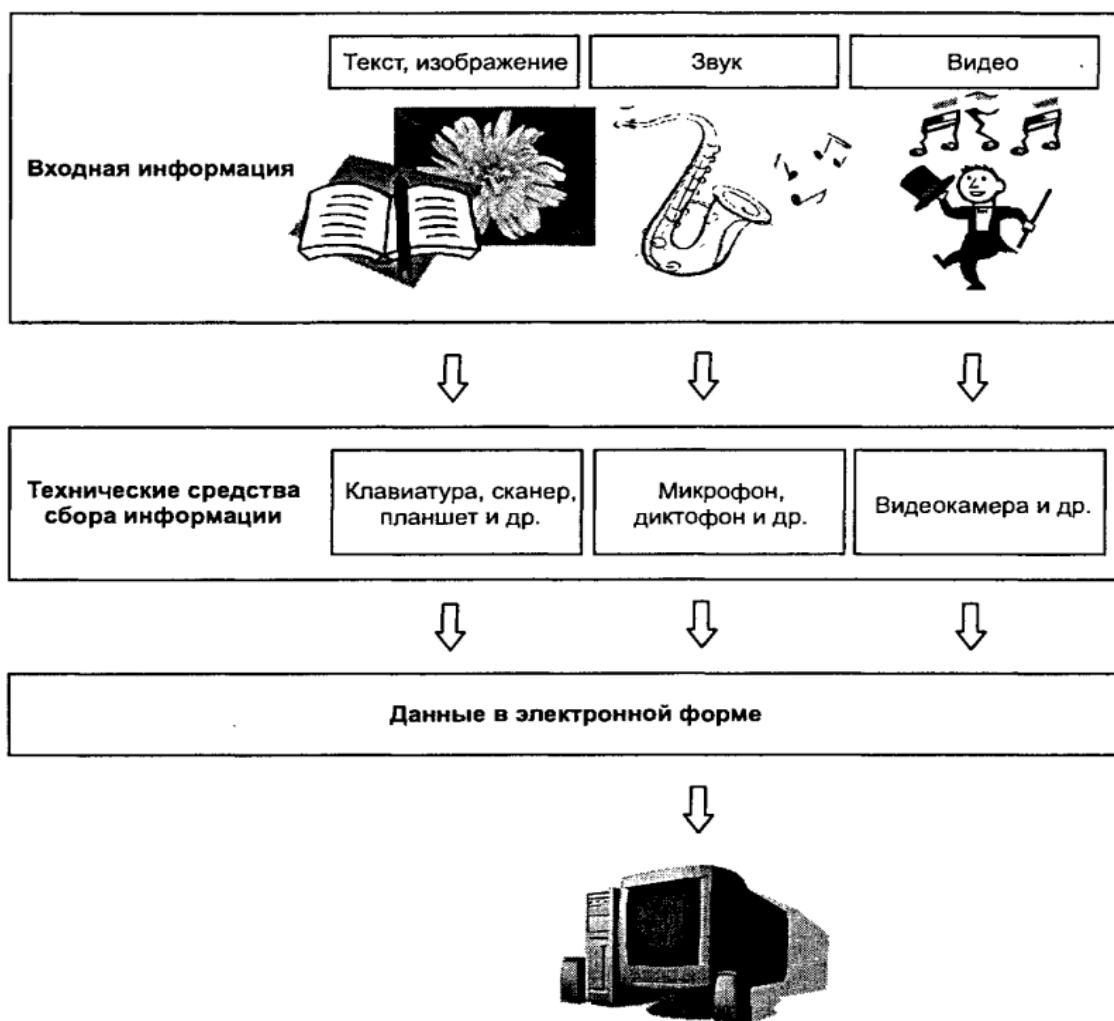 Текст, изображение
Звук
Видео
Входная информация
Технические средства
сбора информации
Клавиатура, сканер,
планшет и др.
Микрофон,
диктофон и др.
Видеокамера и др.
Данные в электронной форме